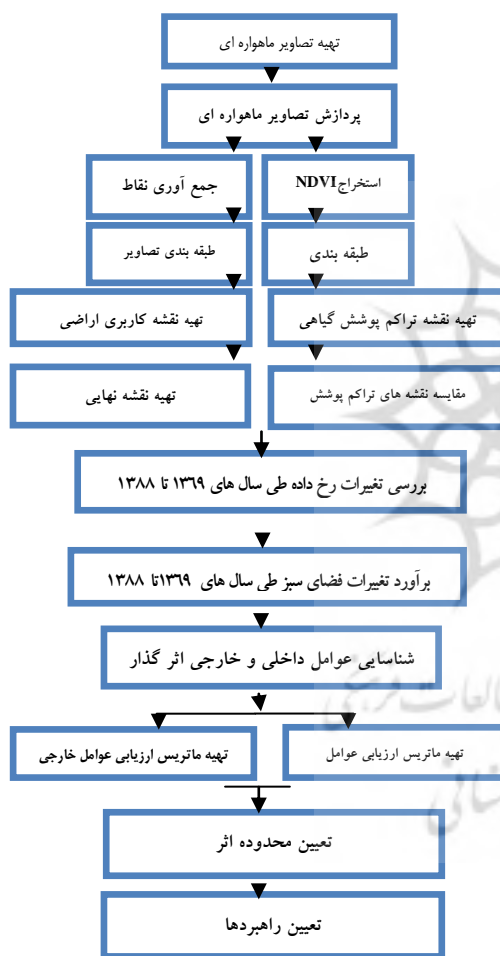 تهیه تصاویر ماهواره ای
پردازش تصاویر ماهواره ای
استخراج NDVI
جمع آوری نقاط
طبقه بندی
طبقه بندی تصاویر
تهیه نقشه تراکم پوشش گیاهی
تهیه نقشه کاربری اراضی
مقایسه نقشه های تراکم پوشش
تهیه نقشه نهایی
بررسی تغییرات رخ داده طی سال های ۱۳۶۹ تا ۱۳۸۸
برآورد تغییرات فضای سبز طی سال های ۱۳۶۹تا ۱۳۸۸
شناسایی عوامل داخلی و خارجی اثر گذار
تهیه ماتریس ارزیابی عوامل
تهیه ماتریس ارزیابی عوامل خارجی
تعیین محدوده اثر
تعیین راهبردها